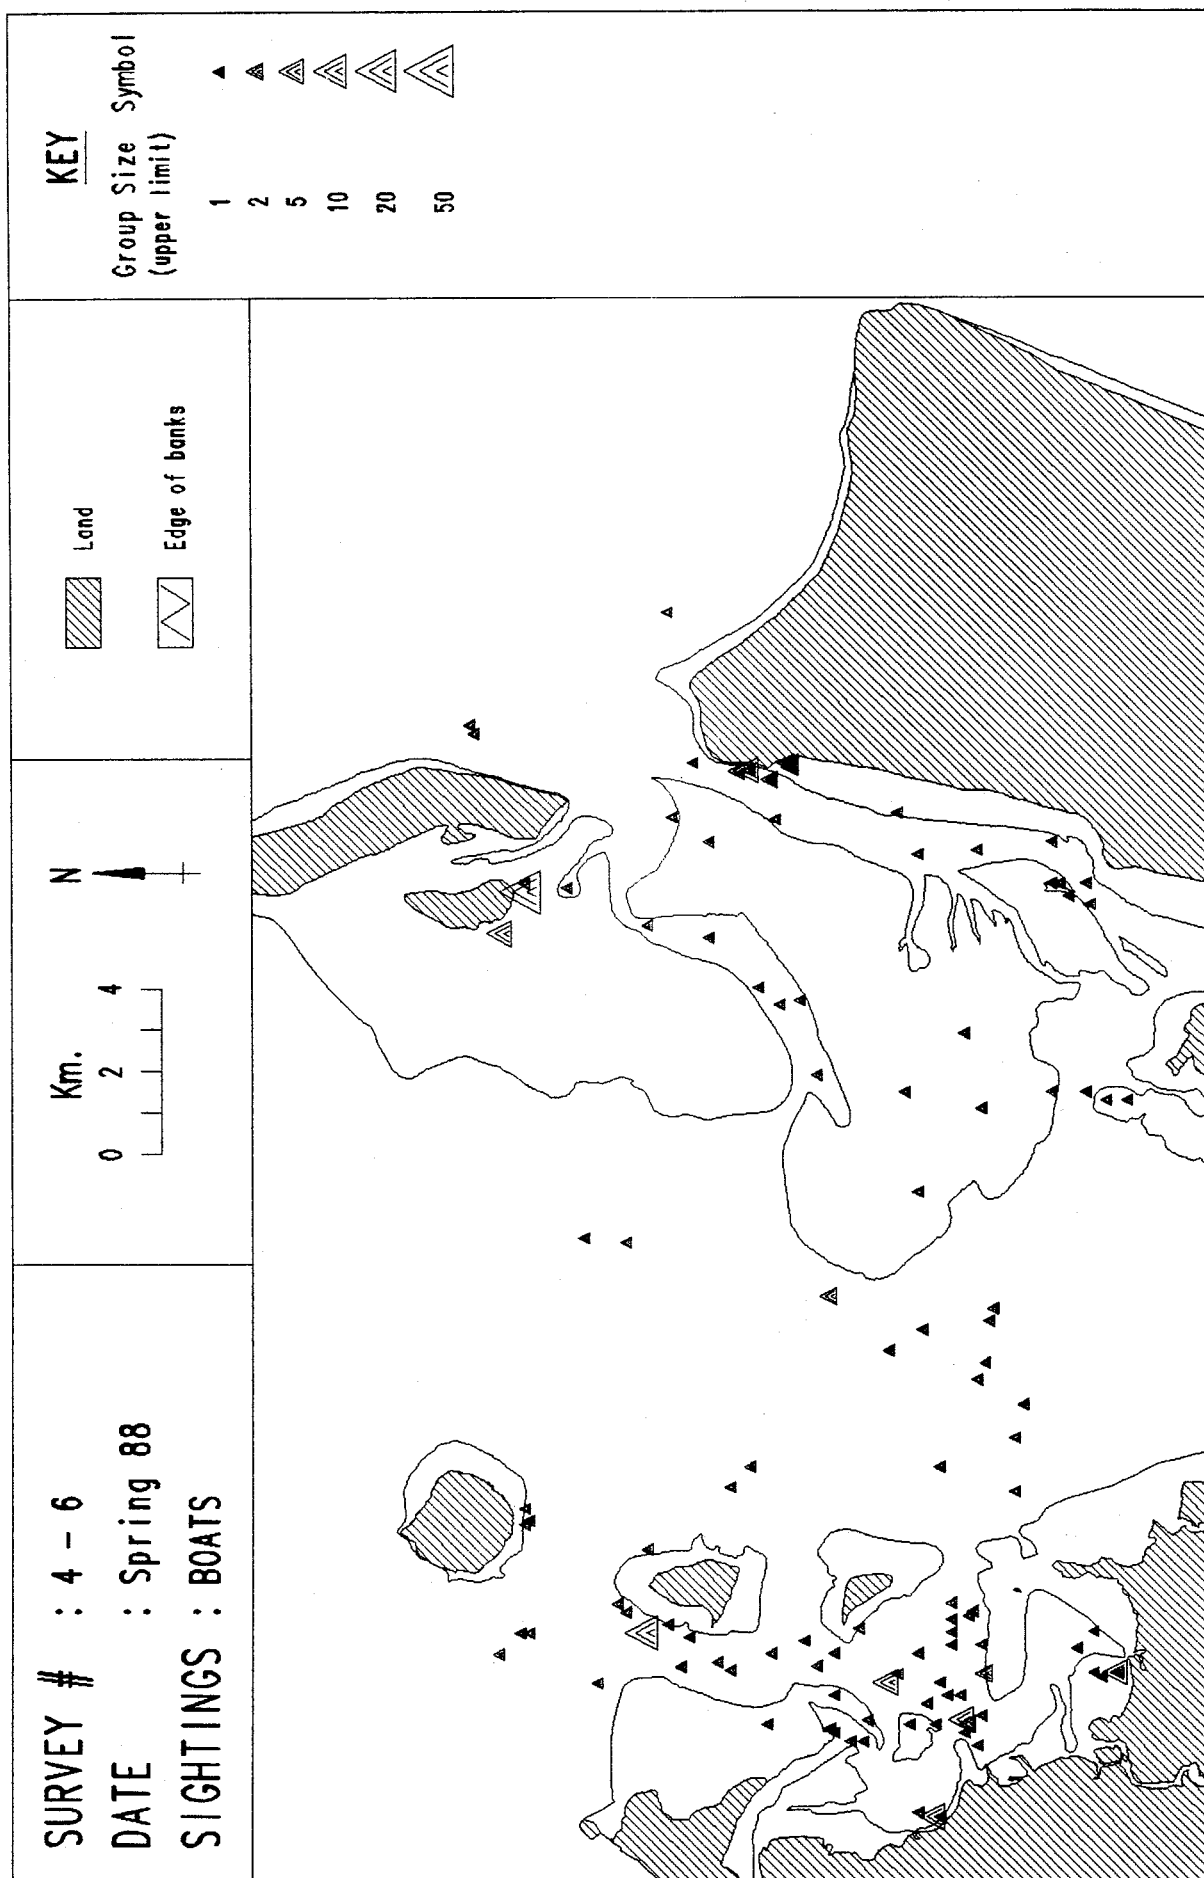 SURVEY # : 4 - 6
DATE : Spring 88
SIGHTINGS : BOATS
Km.
0 2 4
N
Land
Edge of banks
KEY
Group Size Symbol
(upper limit)
1
2
5
10
20
50